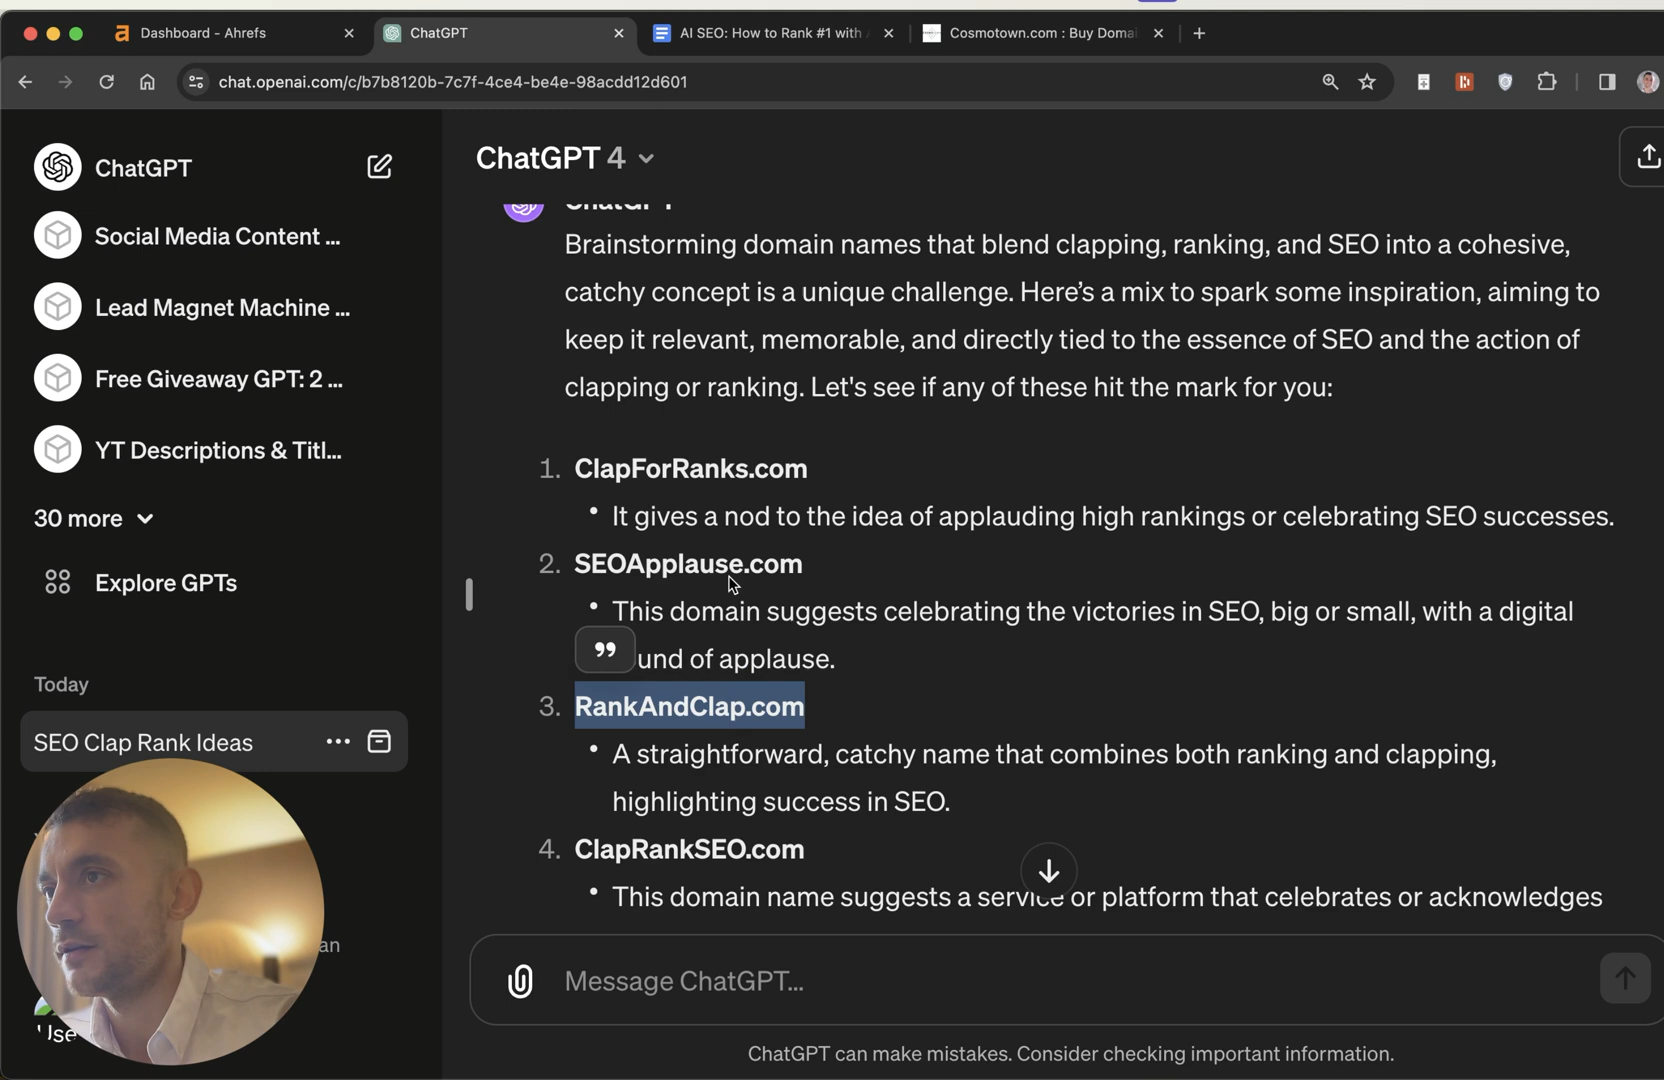 Dashboard - Ahrefs
ChatGPT
AI SEO: How to Rank #1 with
Cosmotown.com : Buy Domai
chat.openai.com/c/b7b8120b-7c7f-4ce4-be4e-98acdd12d601
ChatGPT
Social Media Content ...
Lead Magnet Machine ...
Free Giveaway GPT: 2 ...
YT Descriptions & Titl...
30 more
Explore GPTs
Today
SEO Clap Rank Ideas
an
Use
ChatGPT 4
ChatGPT
Brainstorming domain names that blend clapping, ranking, and SEO into a cohesive,
catchy concept is a unique challenge. Here’s a mix to spark some inspiration, aiming to
keep it relevant, memorable, and directly tied to the essence of SEO and the action of
clapping or ranking. Let's see if any of these hit the mark for you:
1. ClapForRanks.com
• It gives a nod to the idea of applauding high rankings or celebrating SEO successes.
2. SEOApplause.com
• This domain suggests celebrating the victories in SEO, big or small, with a digital
und of applause.
3. RankAndClap.com
• A straightforward, catchy name that combines both ranking and clapping,
highlighting success in SEO.
4. ClapRankSEO.com
• This domain name suggests a service or platform that celebrates or acknowledges
Message ChatGPT...
ChatGPT can make mistakes. Consider checking important information.